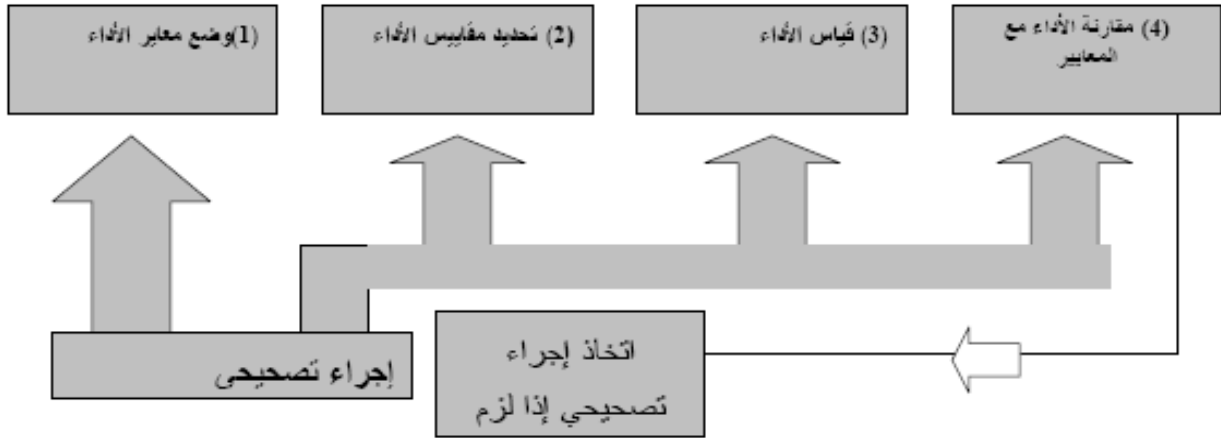 (1)وضع معاير الأداء
(2) تحديد مقاييس الأداء
(3) قياس الأداء
(4) مقارنة الأداء مع
المعايير
إجراء تصحيحى
اتخاذ إجراء
تصحيحي إذا لزم